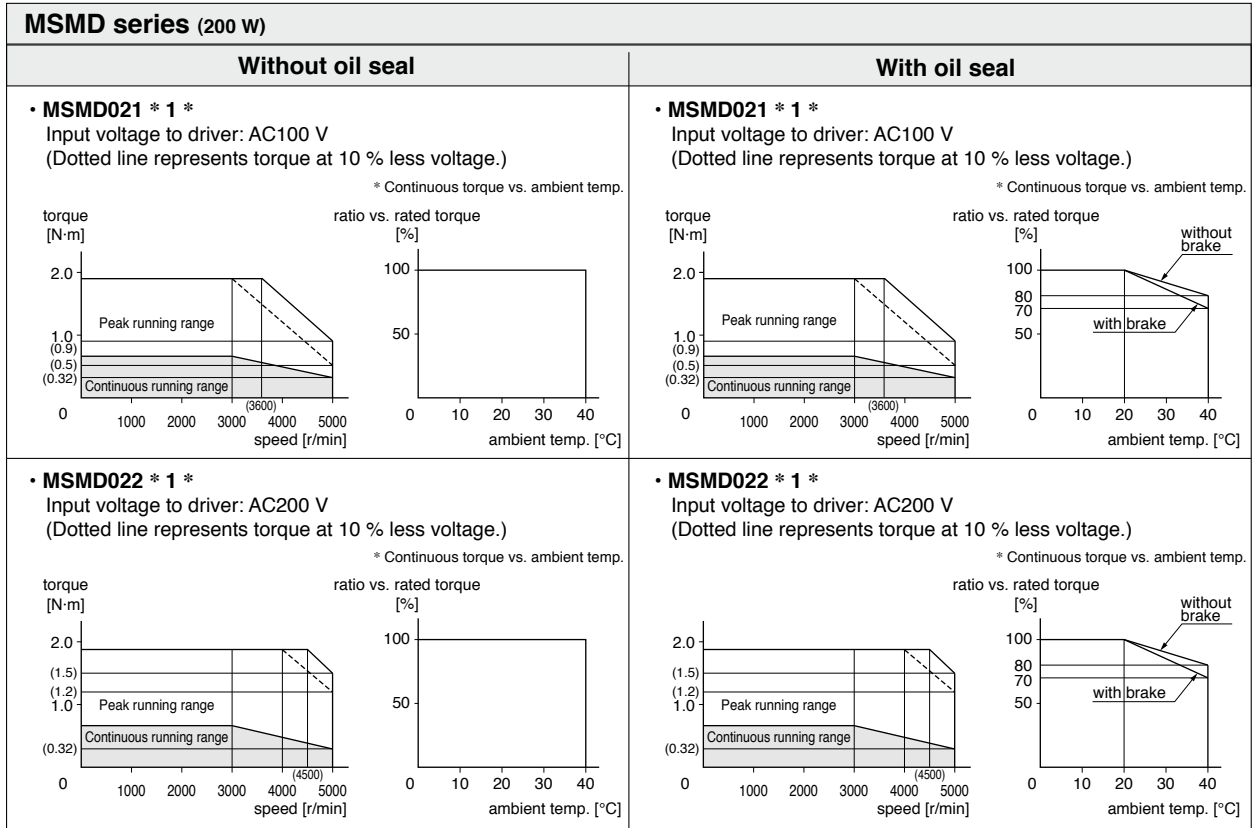 MSMD series (200 W)
Without oil seal
With oil seal
・MSMD021 * 1 *
Input voltage to driver: AC100 V
(Dotted line represents torque at 10 % less voltage.)
* Continuous torque vs. ambient temp.
torque
[N·m]
2.0
1.0
(0.9)
(0.5)
(0.32)
0
Peak running range
Continuous running range
(3600)
1000 2000 3000 4000 5000
speed [r/min]
ratio vs. rated torque
[%]
100
50
0 10 20 30 40
ambient temp. [°C]
・MSMD021 * 1 *
Input voltage to driver: AC100 V
(Dotted line represents torque at 10 % less voltage.)
* Continuous torque vs. ambient temp.
torque
[N·m]
2.0
1.0
(0.9)
(0.5)
(0.32)
0
Peak running range
Continuous running range
(3600)
1000 2000 3000 4000 5000
speed [r/min]
ratio vs. rated torque
[%]
without
brake
100
80
70
50
with brake
0 10 20 30 40
ambient temp. [°C]
・MSMD022 * 1 *
Input voltage to driver: AC200 V
(Dotted line represents torque at 10 % less voltage.)
* Continuous torque vs. ambient temp.
torque
[N·m]
2.0
(1.5)
(1.2)
1.0
(0.32)
0
Peak running range
Continuous running range
(4500)
1000 2000 3000 4000 5000
speed [r/min]
ratio vs. rated torque
[%]
100
50
0 10 20 30 40
ambient temp. [°C]
・MSMD022 * 1 *
Input voltage to driver: AC200 V
(Dotted line represents torque at 10 % less voltage.)
* Continuous torque vs. ambient temp.
torque
[N·m]
2.0
(1.5)
(1.2)
1.0
(0.32)
0
Peak running range
Continuous running range
(4500)
1000 2000 3000 4000 5000
speed [r/min]
ratio vs. rated torque
[%]
without
brake
100
80
70
50
with brake
0 10 20 30 40
ambient temp. [°C]